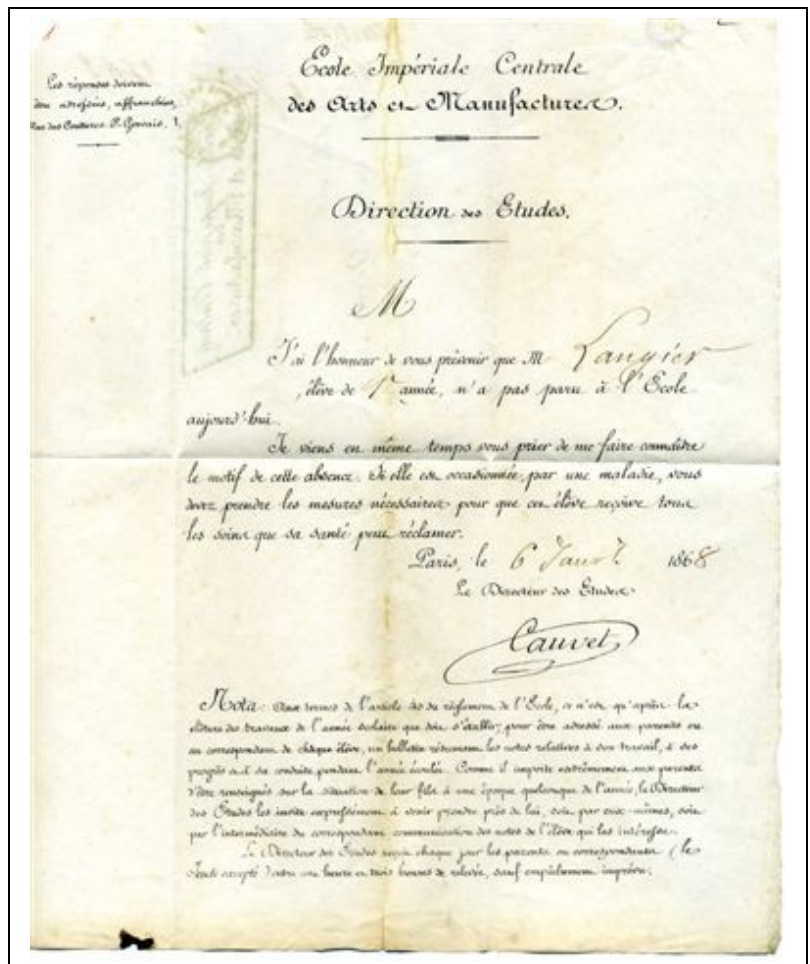 Les réponses doivent
être adressées, affranchies,
Rue des Coutures St Gervais, 1.
École Impériale Centrale
des Arts et Manufactures.
Direction des Études.
M
J'ai l'honneur de vous prévenir que M Laugier
élève de 1re année, n'a pas paru à l'École
aujourd'hui.
Je viens en même temps vous prier de me faire connaître
le motif de cette absence. Si elle est occasionnée par une maladie, vous
devez prendre les mesures nécessaires pour que cet élève reçoive tous
les soins que sa santé peut réclamer.
Paris, le 6 Janvr 1868
Le Directeur des Études
Cauvet
Nota: Aux termes de l'article du règlement de l'École, ce n'est qu'après la
clôture des travaux de l'année scolaire que doit s'établir, pour être adressé aux parents ou
au correspondant de chaque élève, un bulletin résumant les notes relatives à son travail, à ses
progrès et à sa conduite pendant l'année écoulée. Comme il importe extrêmement aux parents
d'être renseignés sur la situation de leur fils à une époque quelconque de l'année, le Directeur
des Études les invite expressément à venir prendre près de lui, soit par eux-mêmes, soit
par l'intermédiaire du correspondant communication des notes de l'élève qui les intéresse.
Le Directeur des Études reçoit chaque jour les parents ou correspondants (le
Jeudi excepté) entre une heure et trois heures de relevée, sauf empêchement imprévu.